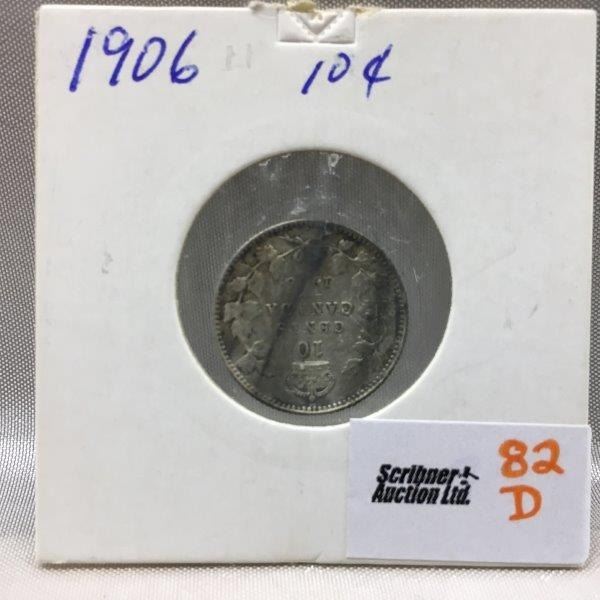 1906 10¢
10
CENTS
CANADA
Scribner
Auction Ltd.
82
D